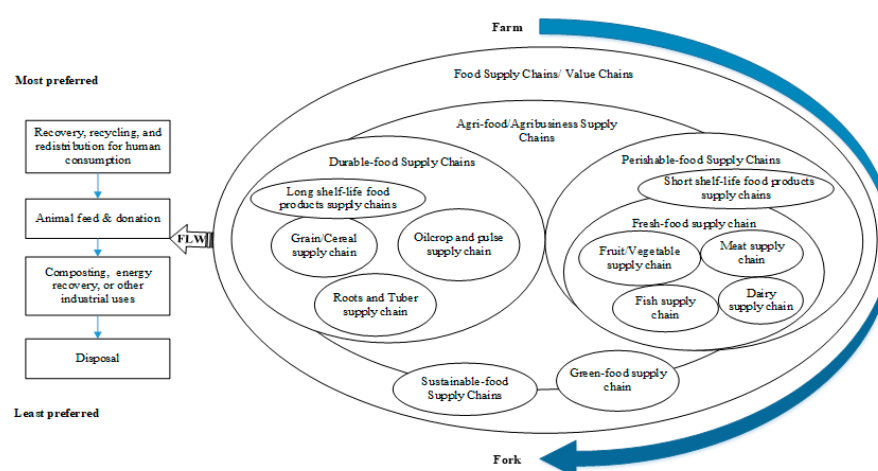 Farm
Food Supply Chains/ Value Chains
Most preferred
Agri-food/Agribusiness Supply
Chains
Recovery, recycling, and
redistribution for human
consumption
Durable-food Supply Chains
Perishable-food Supply Chains
Long shelf-life food
products supply chains
Short shelf-life food products
supply chains
Animal feed & donation
FLW
Grain/Cereal
supply chain
Oilcrop and pulse
supply chain
Fresh-food supply chain
Fruit/Vegetable
supply chain
Meat supply
chain
Composting, energy
recovery, or other
industrial uses
Roots and Tuber
supply chain
Fish supply
chain
Dairy
supply chain
Disposal
Sustainable-food
Supply Chains
Green-food supply
chain
Least preferred
Fork